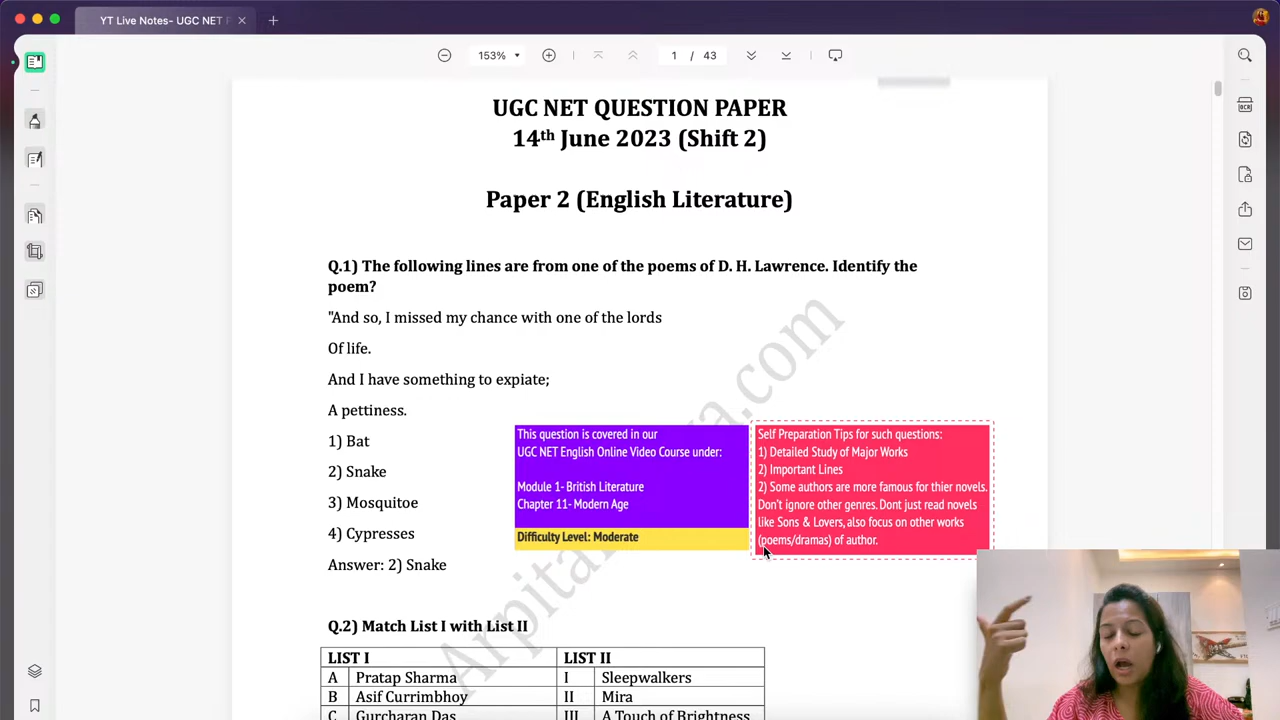 YT Live Notes- UGC NET P
153%
1 / 43
OCR
UGC NET QUESTION PAPER
14th June 2023 (Shift 2)
Paper 2 (English Literature)
Q.1) The following lines are from one of the poems of D. H. Lawrence. Identify the
poem?
"And so, I missed my chance with one of the lords
Of life.
And I have something to expiate;
A pettiness.
1) Bat
2) Snake
3) Mosquitoe
4) Cypresses
Answer: 2) Snake
This question is covered in our
UGC NET English Online Video Course under:
Module 1- British Literature
Chapter 11- Modern Age
Difficulty Level: Moderate
Self Preparation Tips for such questions:
1) Detailed Study of Major Works
2) Important Lines
2) Some authors are more famous for thier novels.
Don't ignore other genres. Dont just read novels
like Sons & Lovers, also focus on other works
(poems/dramas) of author.
Q.2) Match List I with List II
LIST I LIST II
A Pratap Sharma I Sleepwalkers
B Asif Currimbhoy II Mira
C Gurcharan Das III A Touch of Brightness